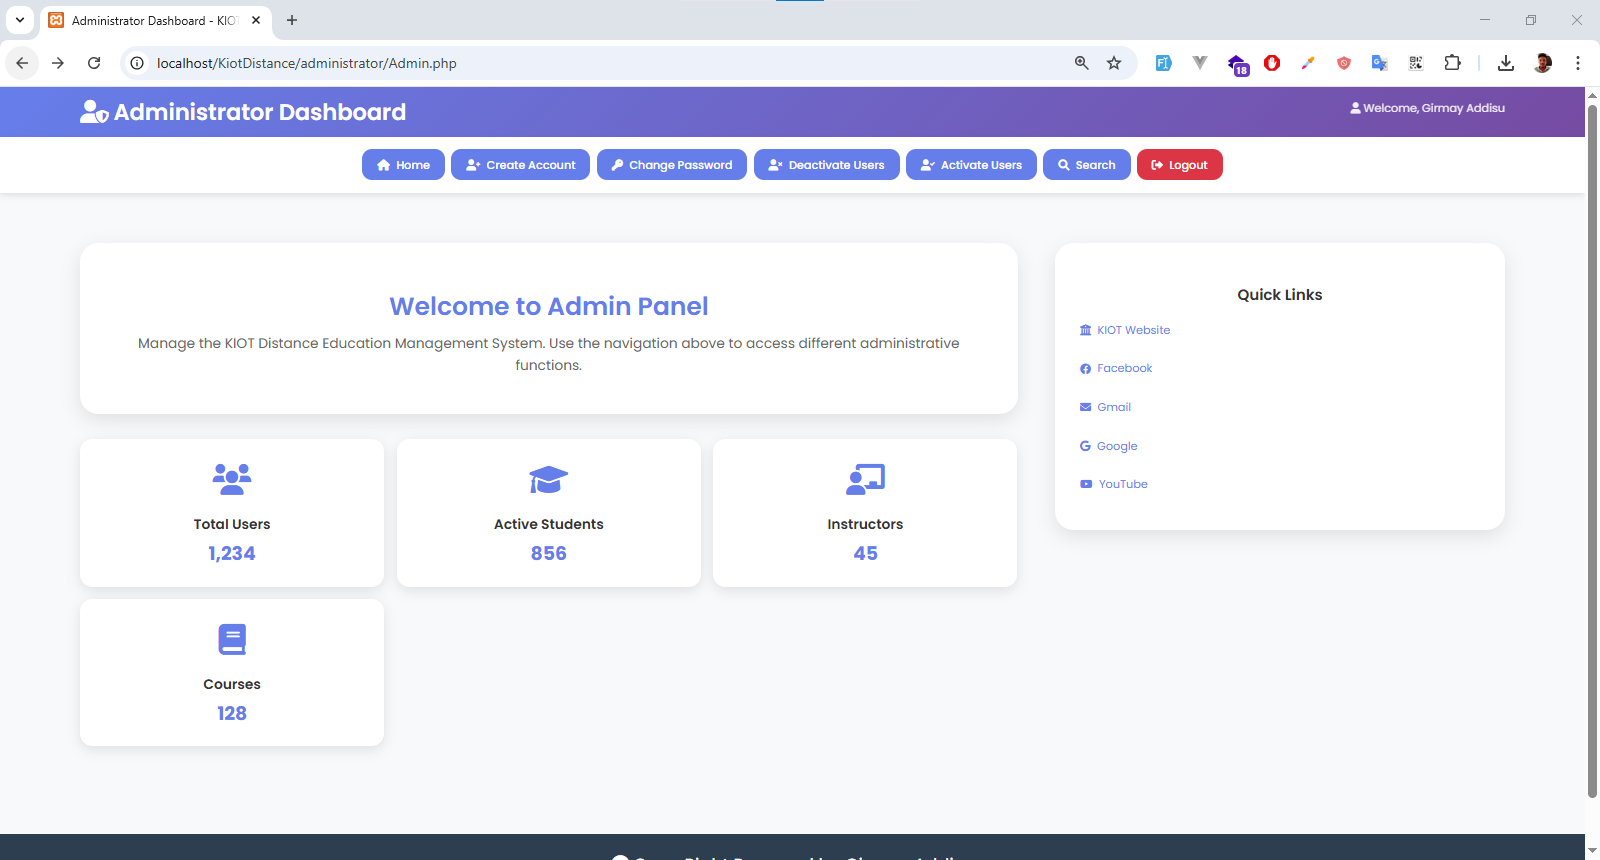 Administrator Dashboard - KIO
localhost/KiotDistance/administrator/Admin.php
18
Administrator Dashboard
Welcome, Girmay Addisu
Home
Create Account
Change Password
Deactivate Users
Activate Users
Search
Logout
Welcome to Admin Panel
Manage the KIOT Distance Education Management System. Use the navigation above to access different administrative
functions.
Quick Links
KIOT Website
Facebook
Gmail
Google
YouTube
Total Users
1,234
Active Students
856
Instructors
45
Courses
128